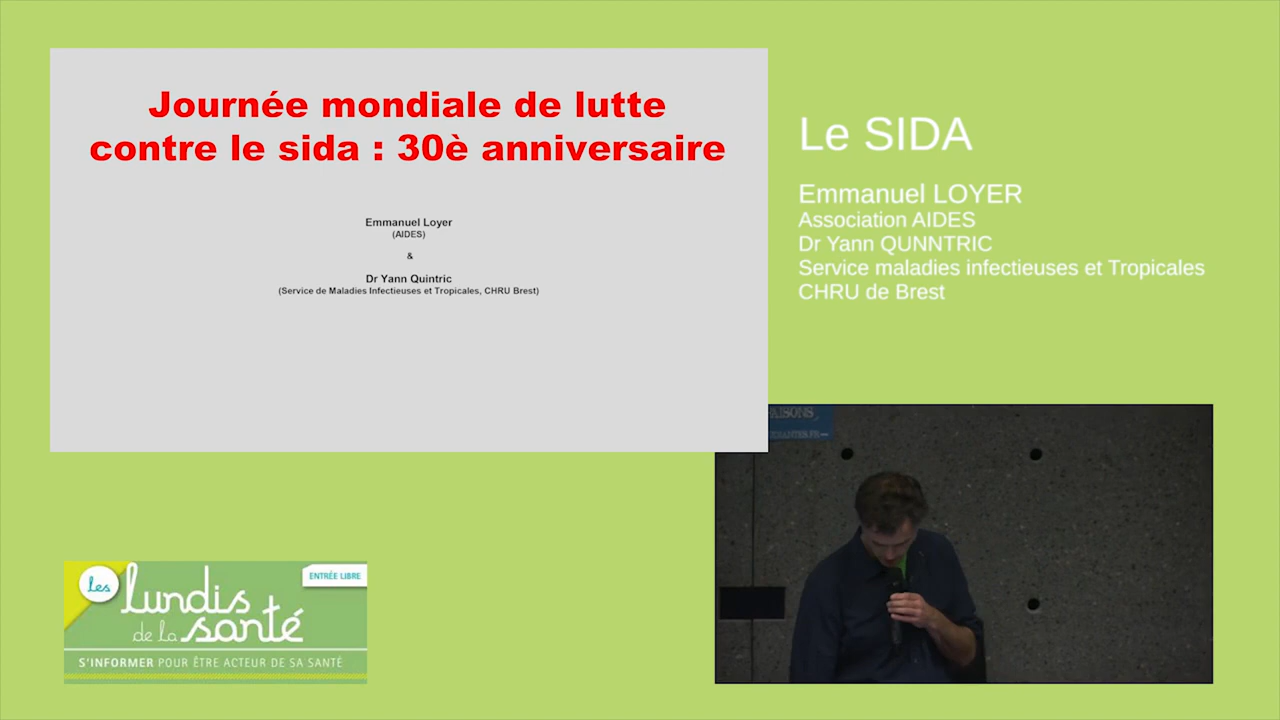 Journée mondiale de lutte
contre le sida : 30è anniversaire
Emmanuel Loyer
(AIDES)
&
Dr Yann Quintric
(Service de Maladies Infectieuses et Tropicales, CHRU Brest)
Le SIDA
Emmanuel LOYER
Association AIDES
Dr Yann QUNNTRIC
Service maladies infectieuses et Tropicales
CHRU de Brest
AISONS
les
lundis
de la santé
ENTRÉE LIBRE
S'INFORMER POUR ÊTRE ACTEUR DE SA SANTÉ